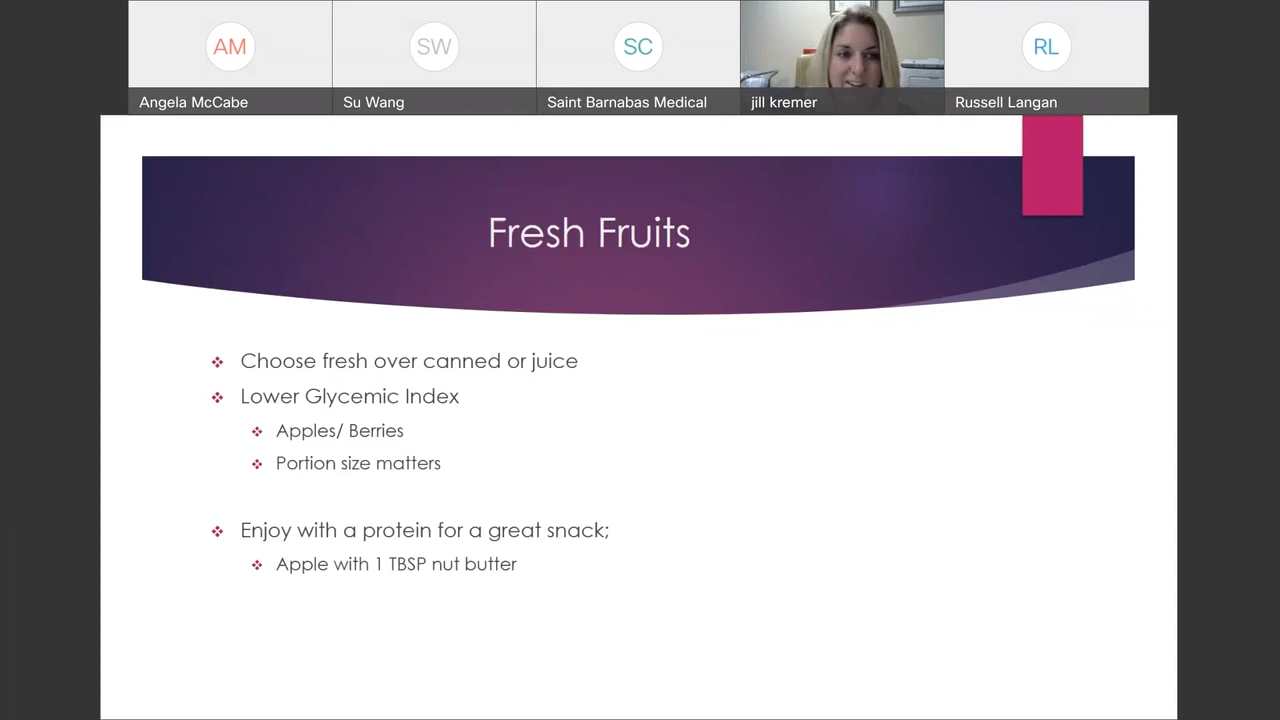 AM
SW
SC
RL
Angela McCabe
Su Wang
Saint Barnabas Medical
jill kremer
Russell Langan
Fresh Fruits
Choose fresh over canned or juice
Lower Glycemic Index
Apples/ Berries
Portion size matters
Enjoy with a protein for a great snack;
Apple with 1 TBSP nut butter